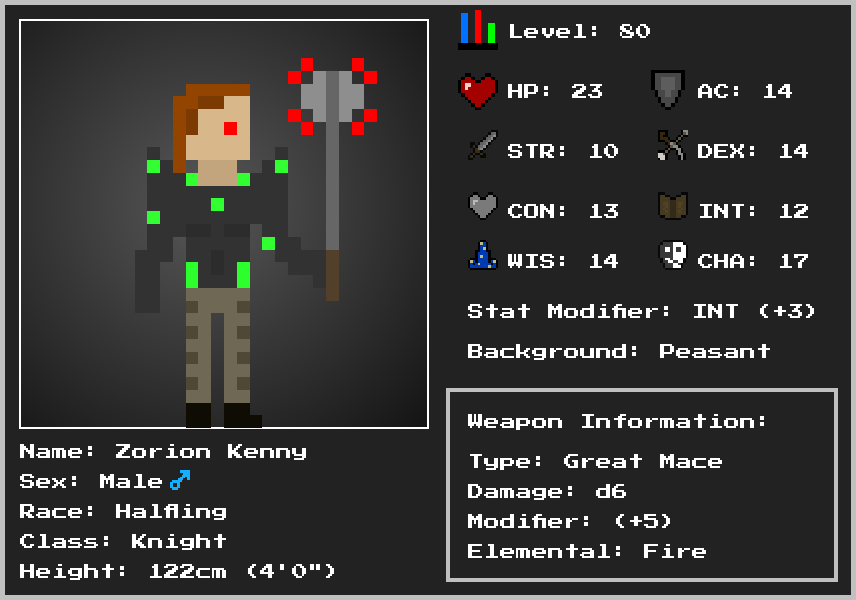 Level: 80
HP: 23 AC: 14
STR: 10 DEX: 14
CON: 13 INT: 12
WIS: 14 CHA: 17
Stat Modifier: INT (+3)
Background: Peasant
Weapon Information:
Type: Great Mace
Damage: d6
Modifier: (+5)
Elemental: Fire
Name: Zorion Kenny
Sex: Male ♂
Race: Halfling
Class: Knight
Height: 122cm (4'0")